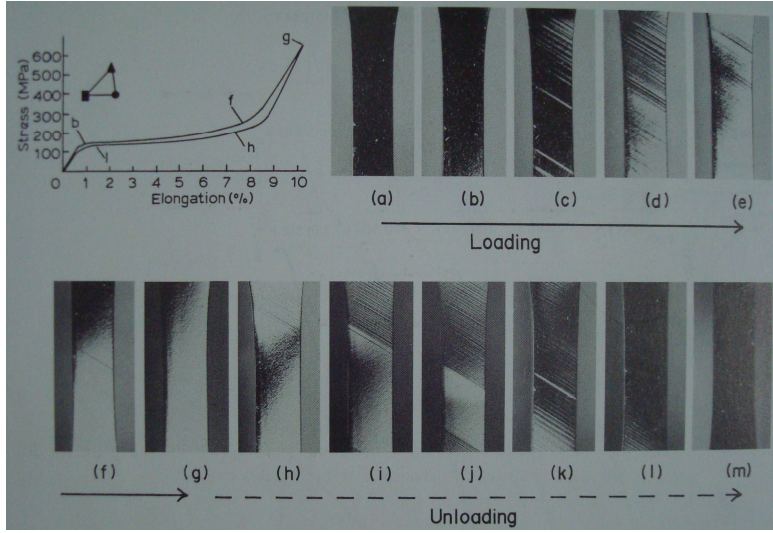 Stress (MPa)
600
500
400
300
200
100
g
f
b
h
l
0 1 2 3 4 5 6 7 8 9 10
Elongation(%)
(a) (b) (c) (d) (e)
Loading
(f) (g) (h) (i) (j) (k) (l) (m)
Unloading